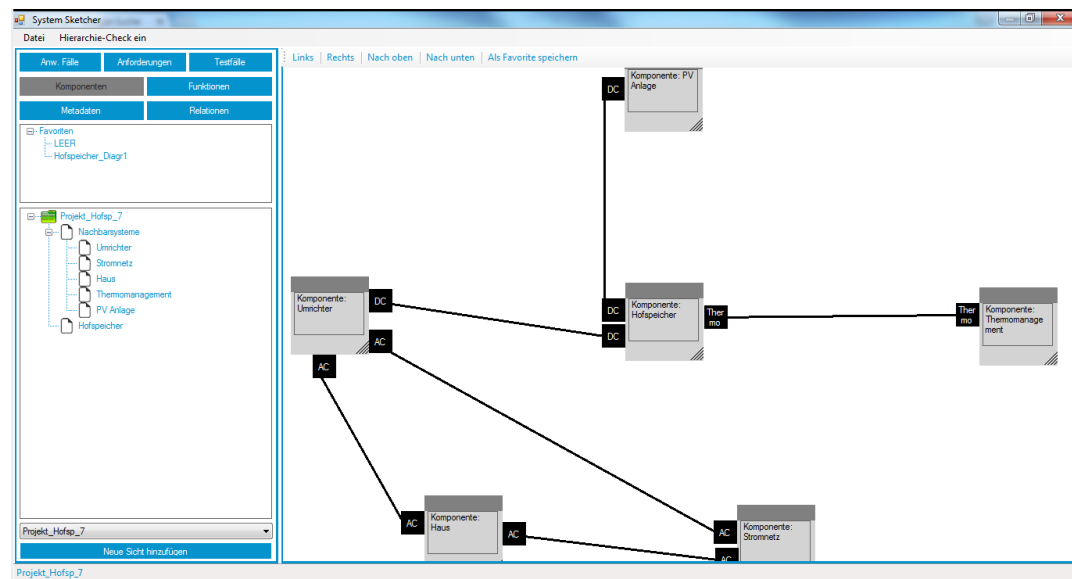 System Sketcher
Datei Hierarchie-Check ein
Anw. Fälle Anforderungen Testfälle
Komponenten Funktionen
Metadaten Relationen
Favoriten
LEER
Hofspeicher_Diagr1
Projekt_Hofsp_7
Nachbarsysteme
Umrichter
Stromnetz
Haus
Thermomanagement
PV Anlage
Hofspeicher
Projekt_Hofsp_7
Neue Sicht hinzufügen
Projekt_Hofsp_7
Links Rechts Nach oben Nach unten Als Favorite speichern
DC
Komponente: PV
Anlage
Komponente:
Umrichter
DC
AC
AC
DC
DC
Komponente:
Hofspeicher
Ther
mo
Ther
mo
Komponente:
Thermomanage
ment
AC
Komponente:
Haus
AC
AC
Komponente:
Stromnetz
AC